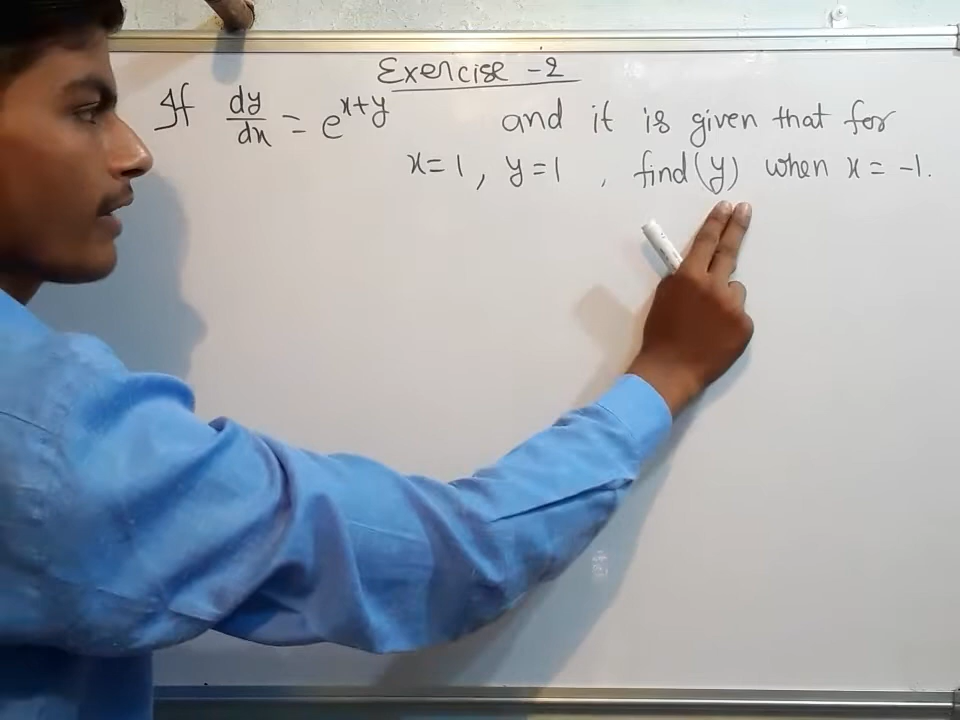 Exercise - 2
If dy/dx = e^{x+y} and it is given that for
x=1, y=1, find(y) when x = -1.